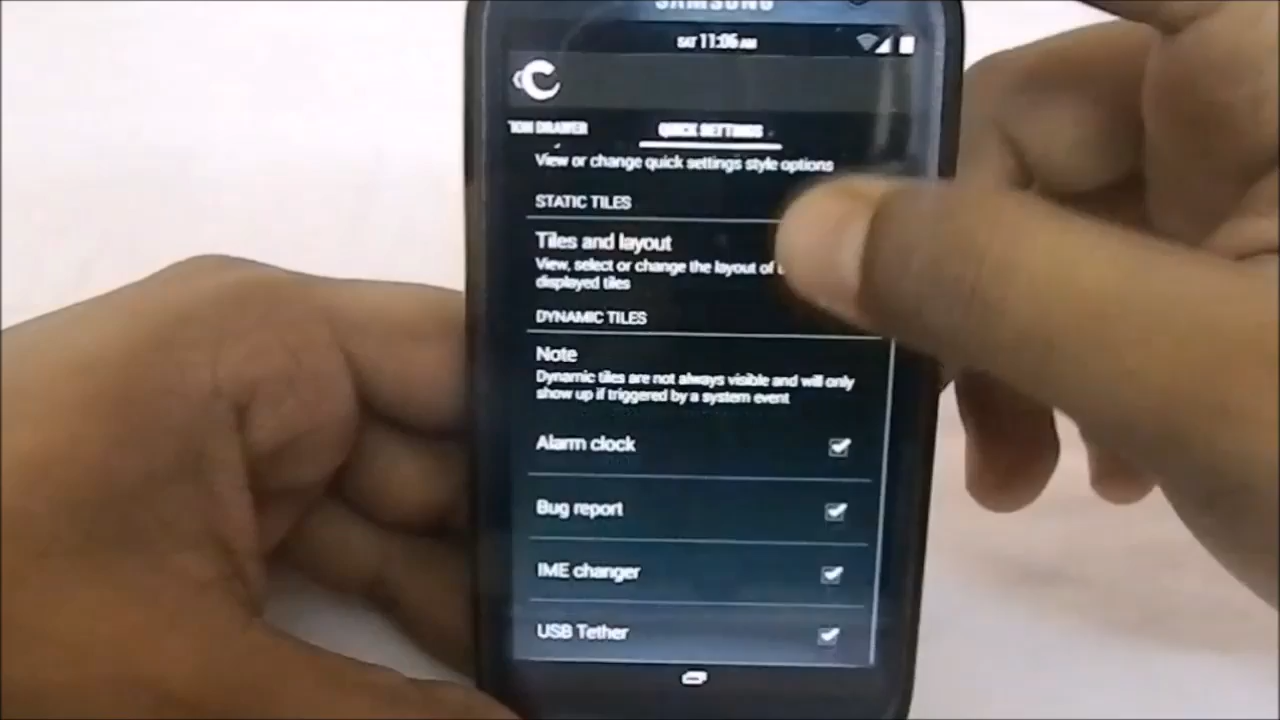 SAMSUNG
SAT 11:06 AM
TION DRAWER QUICK SETTINGS
View or change quick settings style options
STATIC TILES
Tiles and layout
View, select or change the layout of
displayed tiles
DYNAMIC TILES
Note
Dynamic tiles are not always visible and will only
show up if triggered by a system event
Alarm clock
Bug report
IME changer
USB Tether